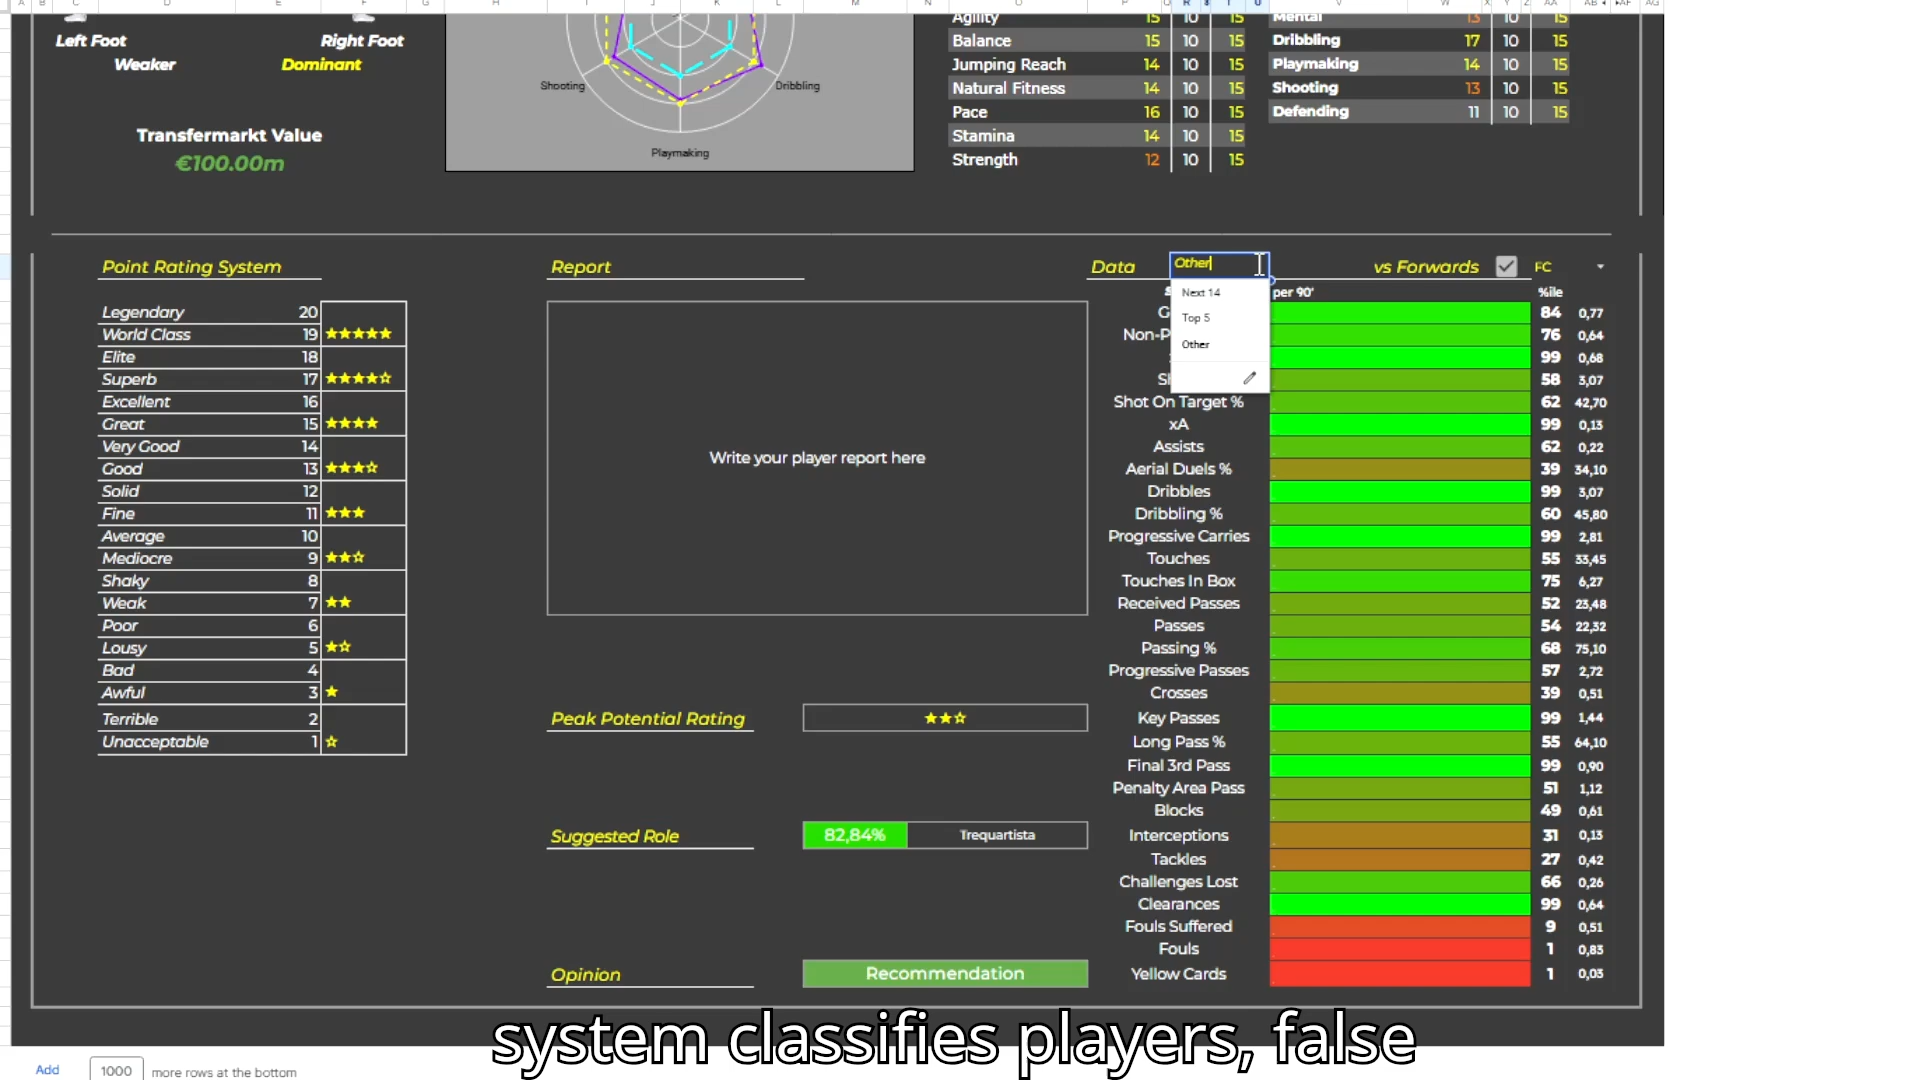 Left Foot
Right Foot
Weaker
Dominant
Transfermarkt Value
€100.00m
Shooting
Dribbling
Playmaking
Agility 15 10 15
Balance 15 10 15
Jumping Reach 14 10 15
Natural Fitness 14 10 15
Pace 16 10 15
Stamina 14 10 15
Strength 12 10 15
Mental 13 10 15
Dribbling 17 10 15
Playmaking 14 10 15
Shooting 13 10 15
Defending 11 10 15
Point Rating System
Legendary 20
World Class 19 ★★★★★
Elite 18
Superb 17 ★★★★☆
Excellent 16
Great 15 ★★★★
Very Good 14
Good 13 ★★★☆
Solid 12
Fine 11 ★★★
Average 10
Mediocre 9 ★★☆
Shaky 8
Weak 7 ★★
Poor 6
Lousy 5 ★☆
Bad 4
Awful 3 ★
Terrible 2
Unacceptable 1 ☆
Report
Write your player report here
Peak Potential Rating ★★☆
Suggested Role 82,84% Trequartista
Opinion Recommendation
Data Other vs Forwards FC
Next 14
Top 5
Other
per 90' %ile
84 0,77
Non-P 76 0,64
99 0,68
58 3,07
Shot On Target % 62 42,70
xA 99 0,13
Assists 62 0,22
Aerial Duels % 39 34,10
Dribbles 99 3,07
Dribbling % 60 45,80
Progressive Carries 99 2,81
Touches 55 33,45
Touches In Box 75 6,27
Received Passes 52 23,48
Passes 54 22,32
Passing % 68 75,10
Progressive Passes 57 2,72
Crosses 39 0,51
Key Passes 99 1,44
Long Pass % 55 64,10
Final 3rd Pass 99 0,90
Penalty Area Pass 51 1,12
Blocks 49 0,61
Interceptions 31 0,13
Tackles 27 0,42
Challenges Lost 66 0,26
Clearances 99 0,64
Fouls Suffered 9 0,51
Fouls 1 0,83
Yellow Cards 1 0,03
system classifies players, false
Add 1000 more rows at the bottom